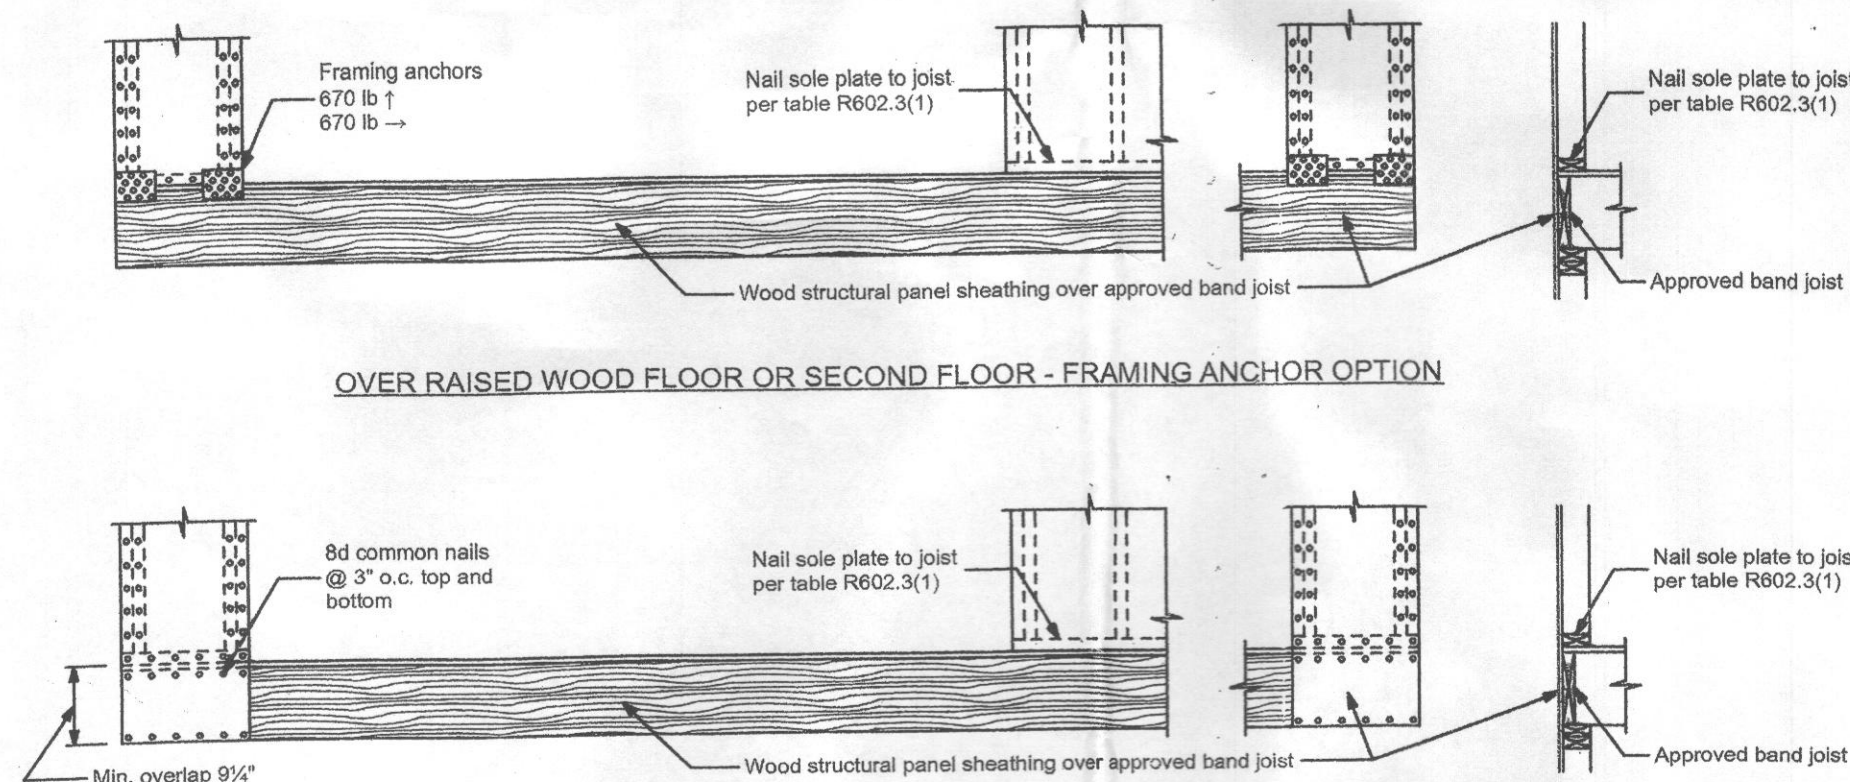 Framing anchors
670 lb ↑
670 lb →
Nail sole plate to joist
per table R602.3(1)
Nail sole plate to joist
per table R602.3(1)
Wood structural panel sheathing over approved band joist
Approved band joist
OVER RAISED WOOD FLOOR OR SECOND FLOOR - FRAMING ANCHOR OPTION
8d common nails
@ 3" o.c. top and
bottom
Nail sole plate to joist
per table R602.3(1)
Nail sole plate to jois
per table R602.3(1)
Min. overlap 9¼"
Wood structural panel sheathing over approved band joist
Approved band joist